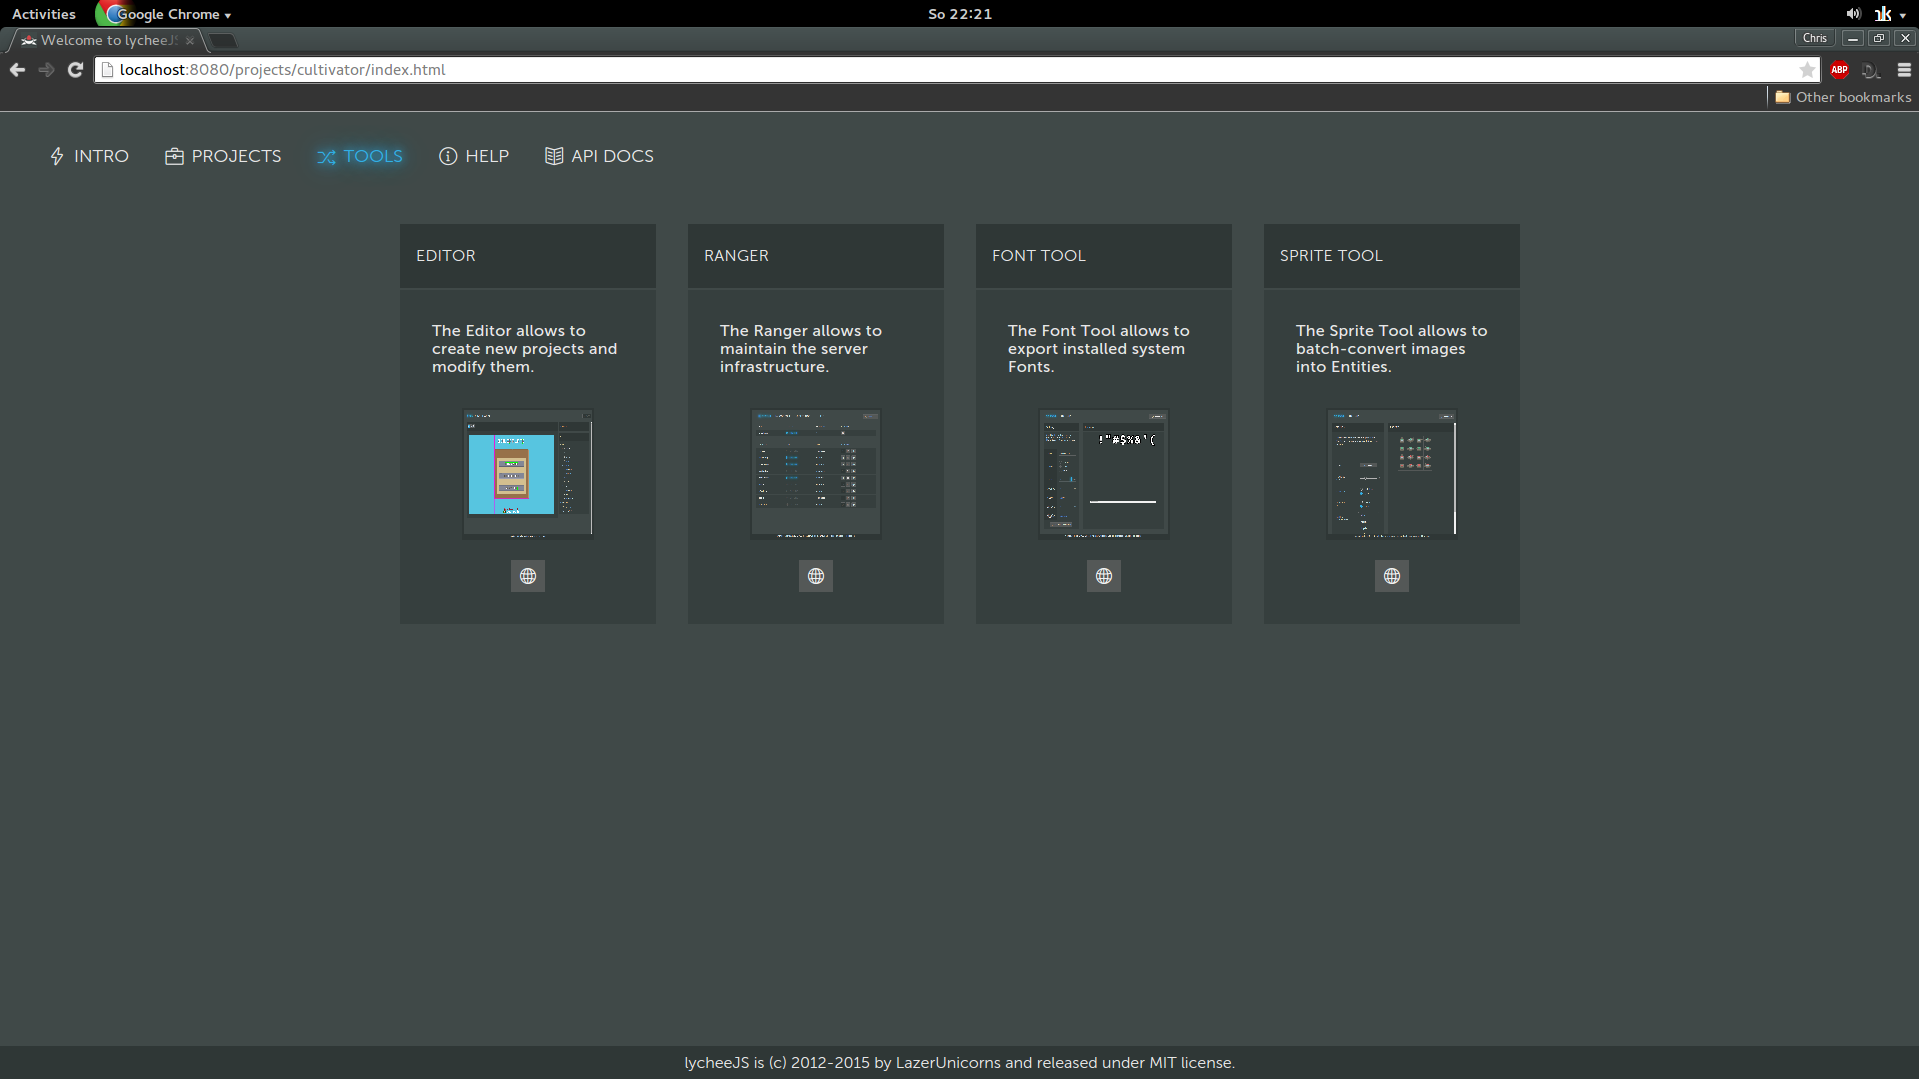 Activities
Google Chrome
So 22:21
Welcome to lycheeJS
Chris
localhost:8080/projects/cultivator/index.html
ABP
Other bookmarks
INTRO
PROJECTS
TOOLS
HELP
API DOCS
EDITOR
The Editor allows to
create new projects and
modify them.
RANGER
The Ranger allows to
maintain the server
infrastructure.
FONT TOOL
The Font Tool allows to
export installed system
Fonts.
!"#$%&'(
SPRITE TOOL
The Sprite Tool allows to
batch-convert images
into Entities.
lycheeJS is (c) 2012-2015 by LazerUnicorns and released under MIT license.